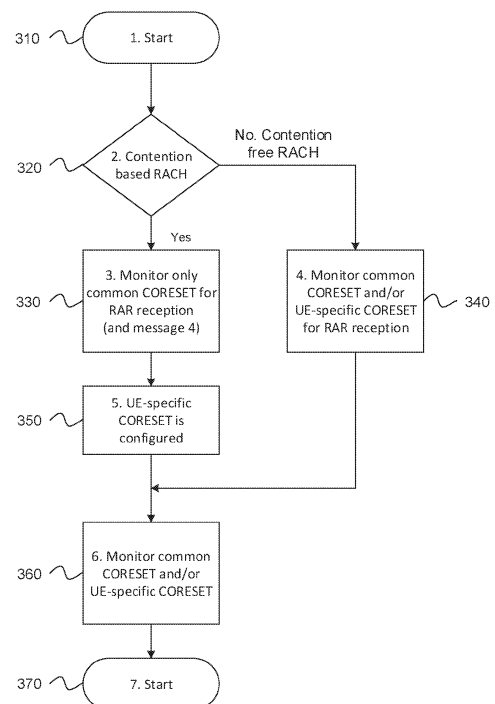 310
1. Start
320
2. Contention
based RACH
No. Contention
free RACH
Yes
330
3. Monitor only
common CORESET for
RAR reception
(and message 4)
4. Monitor common
CORESET and/or
UE-specific CORESET
for RAR reception
340
350
5. UE-specific
CORESET is
configured
360
6. Monitor common
CORESET and/or
UE-specific CORESET
370
7. Start